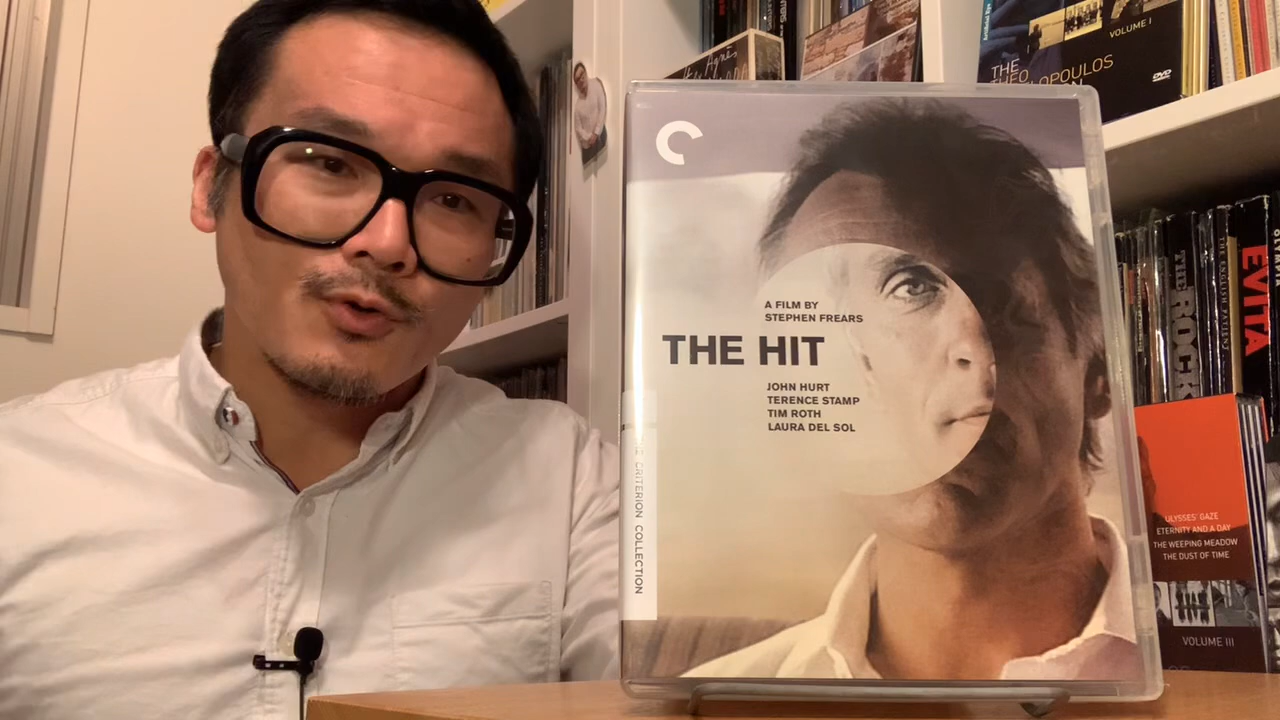 A FILM BY
STEPHEN FREARS
THE HIT
JOHN HURT
TERENCE STAMP
TIM ROTH
LAURA DEL SOL
THE CRITERION COLLECTION
VOLUME I
THE
DVD
THE ENGLISH PATIENT
THE ROCK
EVITA
ULYSSES' GAZE
ETERNITY AND A DAY
THE WEEPING MEADOW
THE DUST OF TIME
VOLUME III